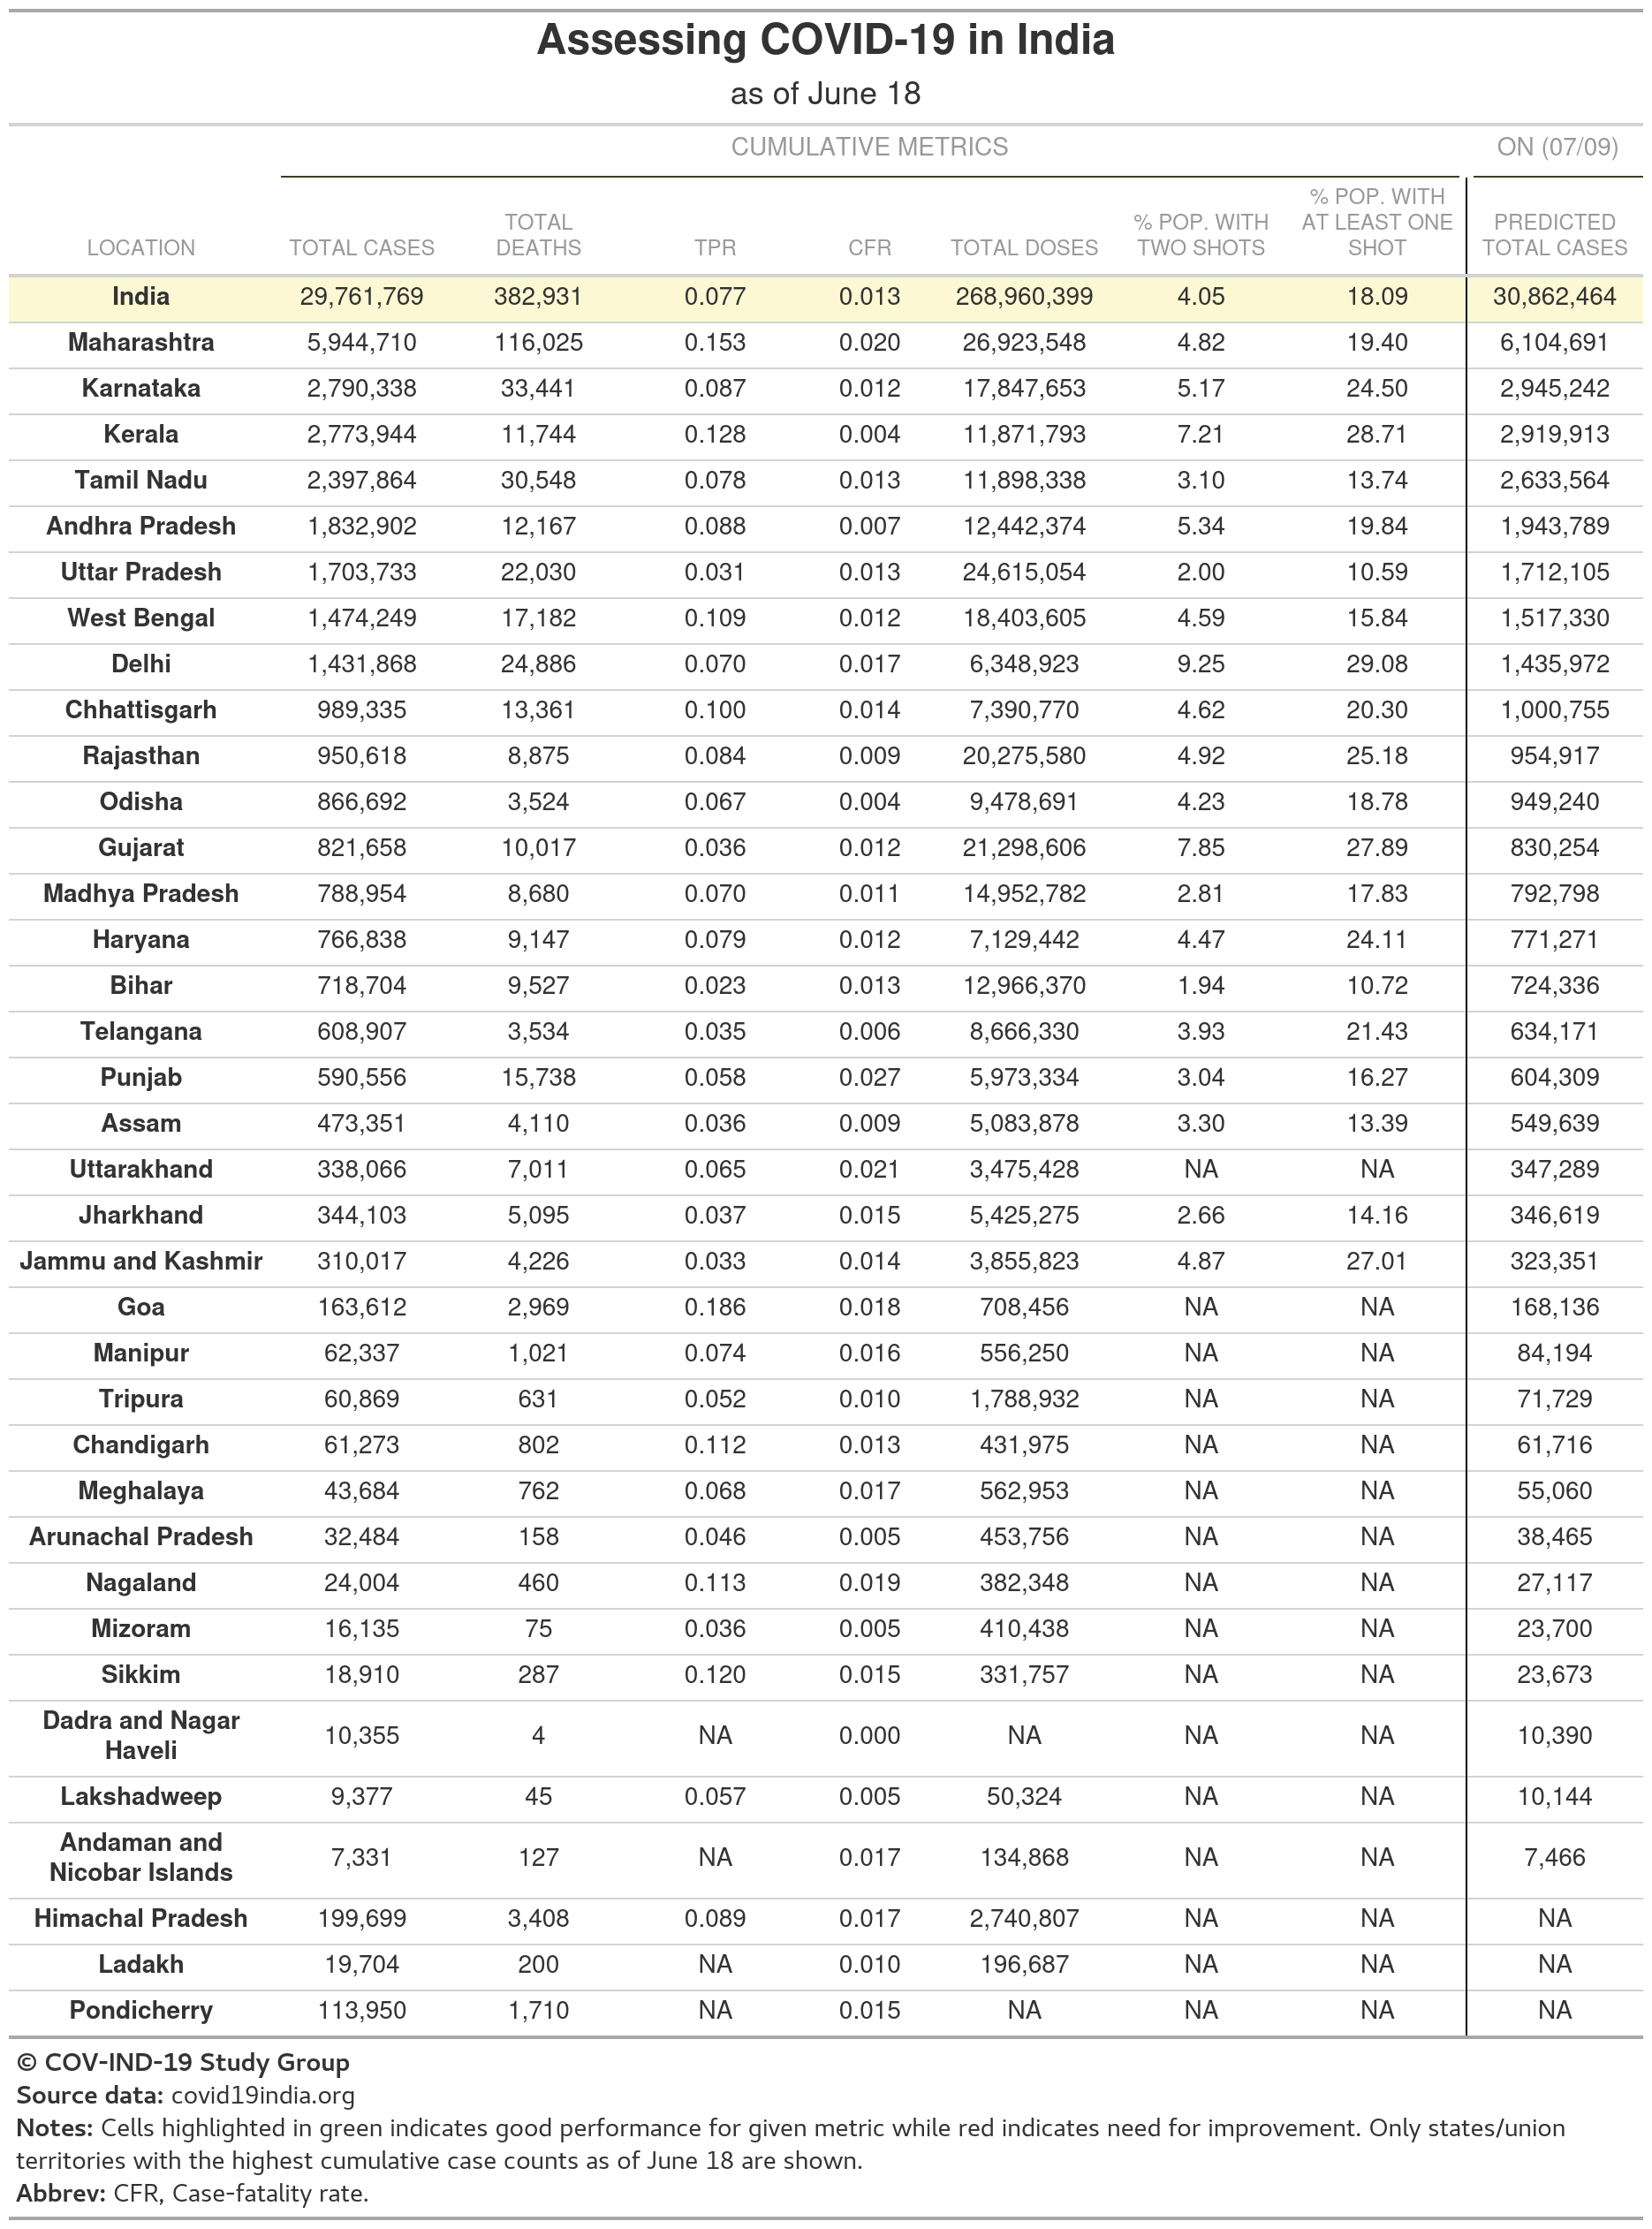 Assessing COVID-19 in India
as of June 18
CUMULATIVE METRICS ON (07/09)
LOCATION TOTAL CASES TOTAL DEATHS TPR CFR TOTAL DOSES % POP. WITH TWO SHOTS % POP. WITH AT LEAST ONE SHOT PREDICTED TOTAL CASES
India 29,761,769 382,931 0.077 0.013 268,960,399 4.05 18.09 30,862,464
Maharashtra 5,944,710 116,025 0.153 0.020 26,923,548 4.82 19.40 6,104,691
Karnataka 2,790,338 33,441 0.087 0.012 17,847,653 5.17 24.50 2,945,242
Kerala 2,773,944 11,744 0.128 0.004 11,871,793 7.21 28.71 2,919,913
Tamil Nadu 2,397,864 30,548 0.078 0.013 11,898,338 3.10 13.74 2,633,564
Andhra Pradesh 1,832,902 12,167 0.088 0.007 12,442,374 5.34 19.84 1,943,789
Uttar Pradesh 1,703,733 22,030 0.031 0.013 24,615,054 2.00 10.59 1,712,105
West Bengal 1,474,249 17,182 0.109 0.012 18,403,605 4.59 15.84 1,517,330
Delhi 1,431,868 24,886 0.070 0.017 6,348,923 9.25 29.08 1,435,972
Chhattisgarh 989,335 13,361 0.100 0.014 7,390,770 4.62 20.30 1,000,755
Rajasthan 950,618 8,875 0.084 0.009 20,275,580 4.92 25.18 954,917
Odisha 866,692 3,524 0.067 0.004 9,478,691 4.23 18.78 949,240
Gujarat 821,658 10,017 0.036 0.012 21,298,606 7.85 27.89 830,254
Madhya Pradesh 788,954 8,680 0.070 0.011 14,952,782 2.81 17.83 792,798
Haryana 766,838 9,147 0.079 0.012 7,129,442 4.47 24.11 771,271
Bihar 718,704 9,527 0.023 0.013 12,966,370 1.94 10.72 724,336
Telangana 608,907 3,534 0.035 0.006 8,666,330 3.93 21.43 634,171
Punjab 590,556 15,738 0.058 0.027 5,973,334 3.04 16.27 604,309
Assam 473,351 4,110 0.036 0.009 5,083,878 3.30 13.39 549,639
Uttarakhand 338,066 7,011 0.065 0.021 3,475,428 NA NA 347,289
Jharkhand 344,103 5,095 0.037 0.015 5,425,275 2.66 14.16 346,619
Jammu and Kashmir 310,017 4,226 0.033 0.014 3,855,823 4.87 27.01 323,351
Goa 163,612 2,969 0.186 0.018 708,456 NA NA 168,136
Manipur 62,337 1,021 0.074 0.016 556,250 NA NA 84,194
Tripura 60,869 631 0.052 0.010 1,788,932 NA NA 71,729
Chandigarh 61,273 802 0.112 0.013 431,975 NA NA 61,716
Meghalaya 43,684 762 0.068 0.017 562,953 NA NA 55,060
Arunachal Pradesh 32,484 158 0.046 0.005 453,756 NA NA 38,465
Nagaland 24,004 460 0.113 0.019 382,348 NA NA 27,117
Mizoram 16,135 75 0.036 0.005 410,438 NA NA 23,700
Sikkim 18,910 287 0.120 0.015 331,757 NA NA 23,673
Dadra and Nagar Haveli 10,355 4 NA 0.000 NA NA NA 10,390
Lakshadweep 9,377 45 0.057 0.005 50,324 NA NA 10,144
Andaman and Nicobar Islands 7,331 127 NA 0.017 134,868 NA NA 7,466
Himachal Pradesh 199,699 3,408 0.089 0.017 2,740,807 NA NA NA
Ladakh 19,704 200 NA 0.010 196,687 NA NA NA
Pondicherry 113,950 1,710 NA 0.015 NA NA NA NA
© COV-IND-19 Study Group
Source data: covid19india.org
Notes: Cells highlighted in green indicates good performance for given metric while red indicates need for improvement. Only states/union
territories with the highest cumulative case counts as of June 18 are shown.
Abbrev: CFR, Case-fatality rate.